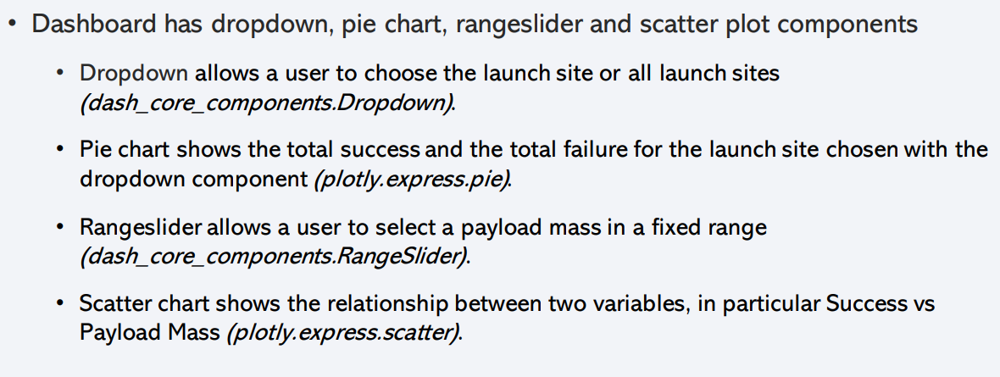 • Dashboard has dropdown, pie chart, rangeslider and scatter plot components
• Dropdown allows a user to choose the launch site or all launch sites
(dash_core_components.Dropdown).
• Pie chart shows the total success and the total failure for the launch site chosen with the
dropdown component (plotly.express.pie).
• Rangeslider allows a user to select a payload mass in a fixed range
(dash_core_components.RangeSlider).
• Scatter chart shows the relationship between two variables, in particular Success vs
Payload Mass (plotly.express.scatter).